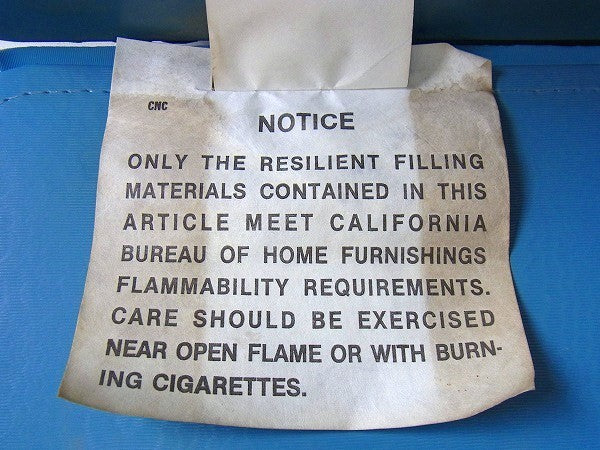 CNC
NOTICE
ONLY THE RESILIENT FILLING
MATERIALS CONTAINED IN THIS
ARTICLE MEET CALIFORNIA
BUREAU OF HOME FURNISHINGS
FLAMMABILITY REQUIREMENTS.
CARE SHOULD BE EXERCISED
NEAR OPEN FLAME OR WITH BURN-
ING CIGARETTES.